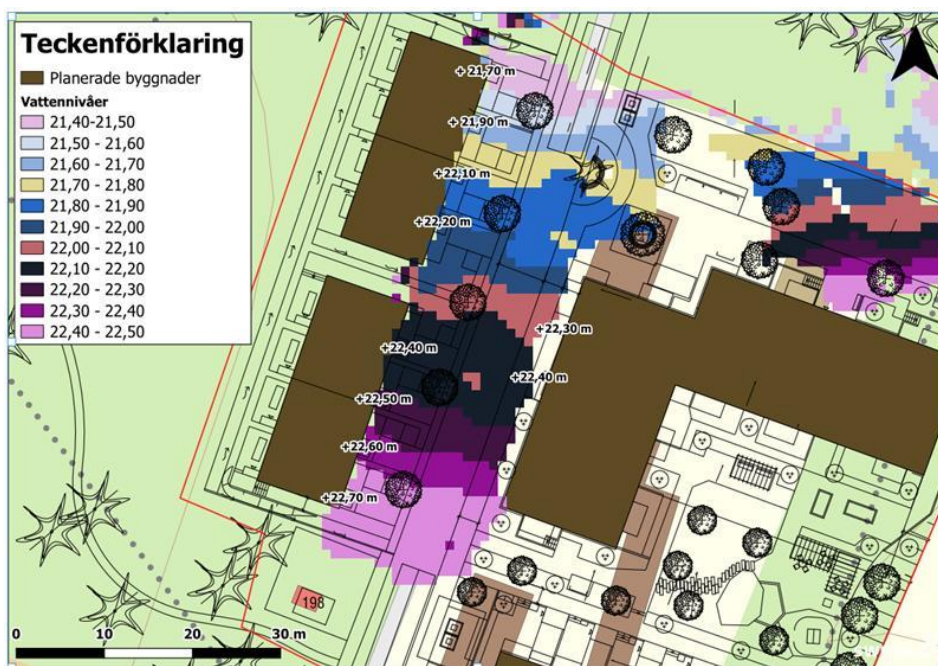 Teckenförklaring
Planerade byggnader
Vattennivåer
21,40-21,50
21,50 - 21,60
21,60 - 21,70
21,70 - 21,80
21,80 - 21,90
21,90 - 22,00
22,00 - 22,10
22,10 - 22,20
22,20 - 22,30
22,30 - 22,40
22,40 - 22,50
+ 21,70 m
+ 21,90 m
+22,10 m
+22,20 m
+22,30 m
+22,40 m
+22,40 m
+22,50 m
+22,60 m
+22,70 m
198
0 10 20 30 m